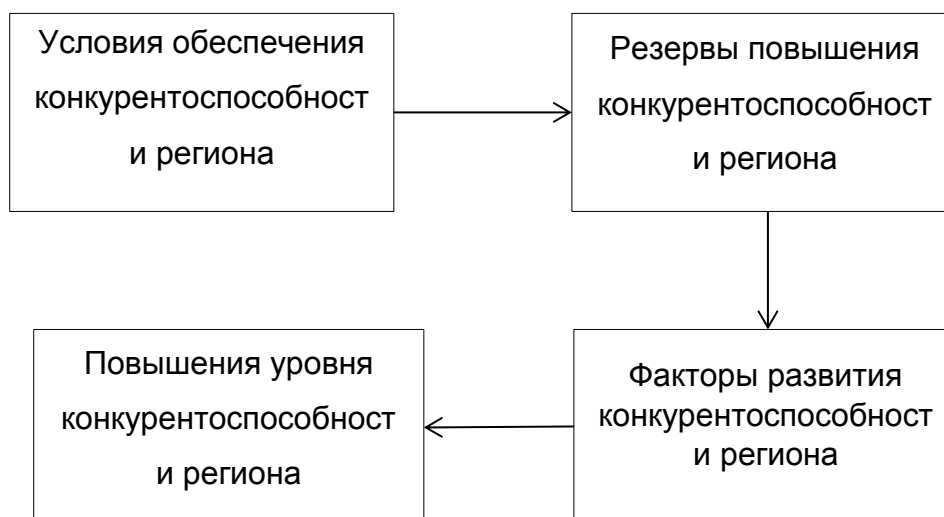 Условия обеспечения
конкурентоспособност
и региона
Резервы повышения
конкурентоспособност
и региона
Факторы развития
конкурентоспособност
и региона
Повышения уровня
конкурентоспособност
и региона